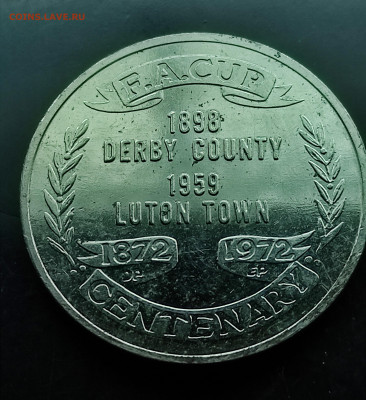 COINS.LAVE.RU
F.A.CUP
1898
DERBY COUNTY
1959
LUTON TOWN
1872 1972
CENTENARY